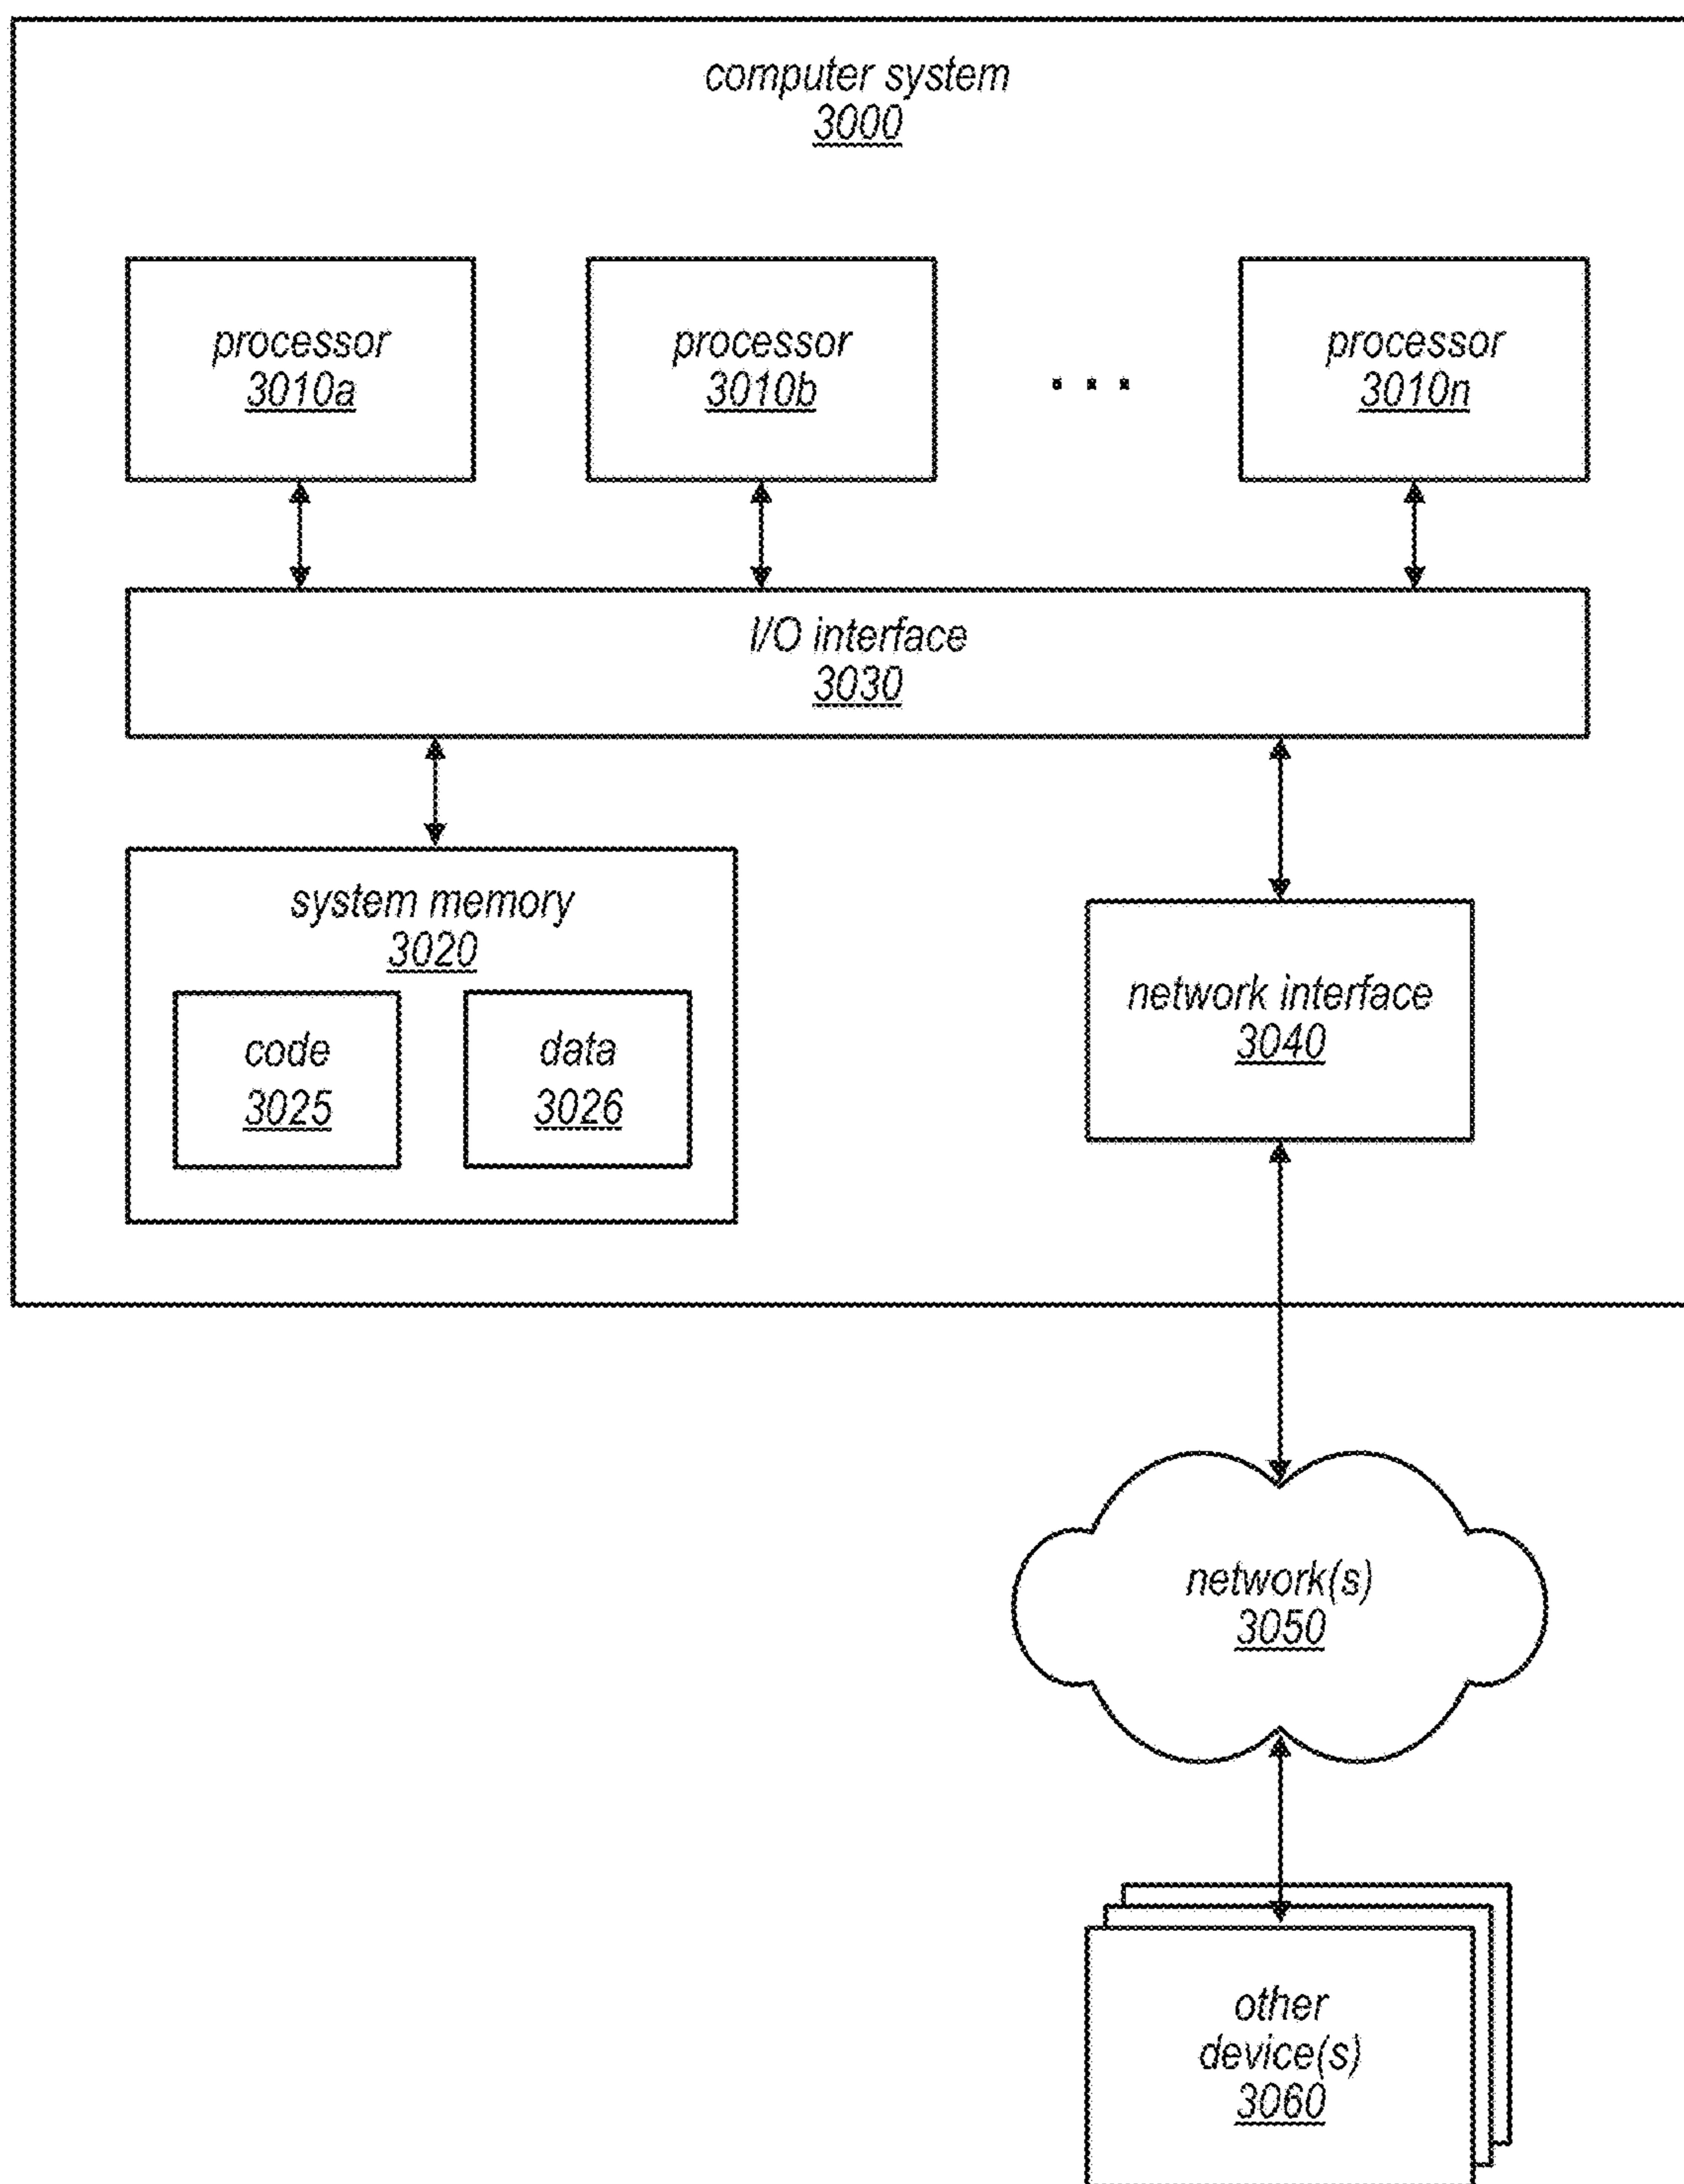 computer system
3000
processor
3010a
processor
3010b
. . .
processor
3010n
I/O interface
3030
system memory
3020
code
3025
data
3026
network interface
3040
network(s)
3050
other
device(s)
3060